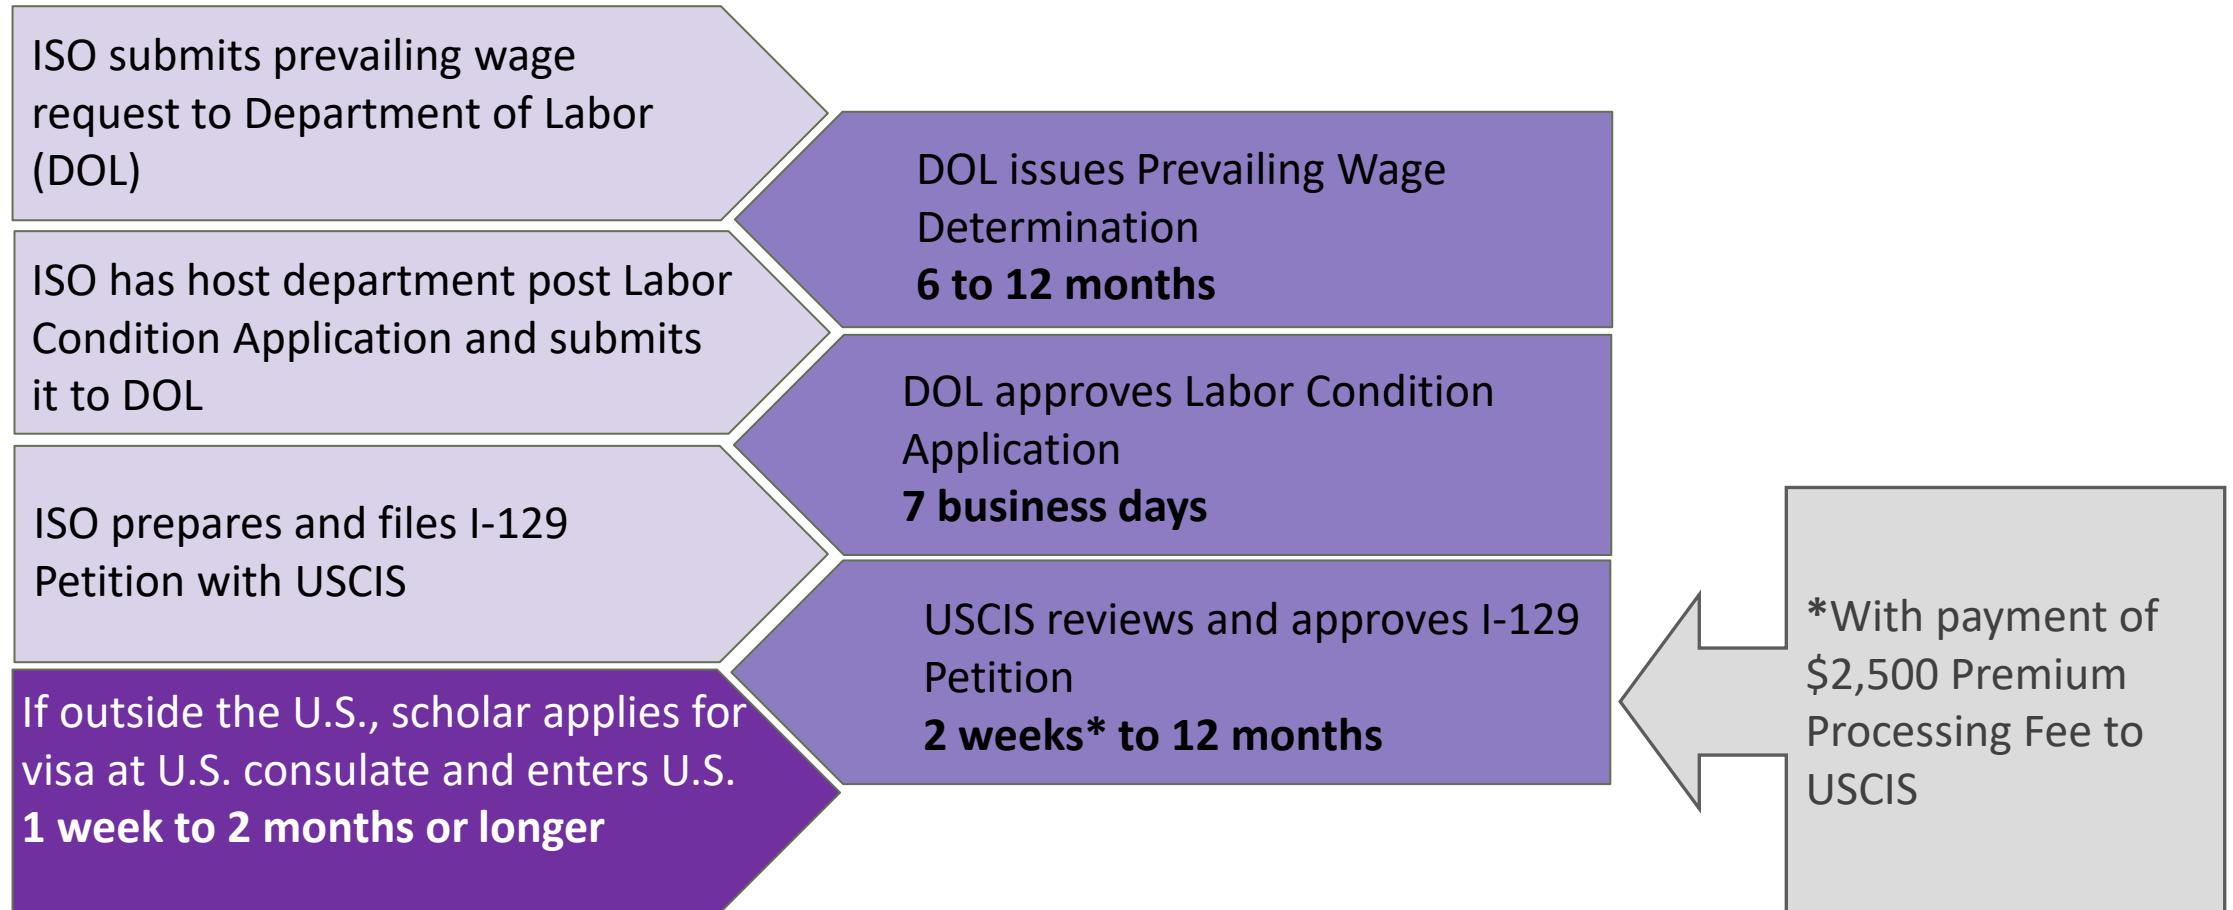 ISO submits prevailing wage
request to Department of Labor
(DOL)
DOL issues Prevailing Wage
Determination
6 to 12 months
ISO has host department post Labor
Condition Application and submits
it to DOL
DOL approves Labor Condition
Application
7 business days
ISO prepares and files I-129
Petition with USCIS
USCIS reviews and approves I-129
Petition
2 weeks* to 12 months
*With payment of
$2,500 Premium
Processing Fee to
USCIS
If outside the U.S., scholar applies for
visa at U.S. consulate and enters U.S.
1 week to 2 months or longer